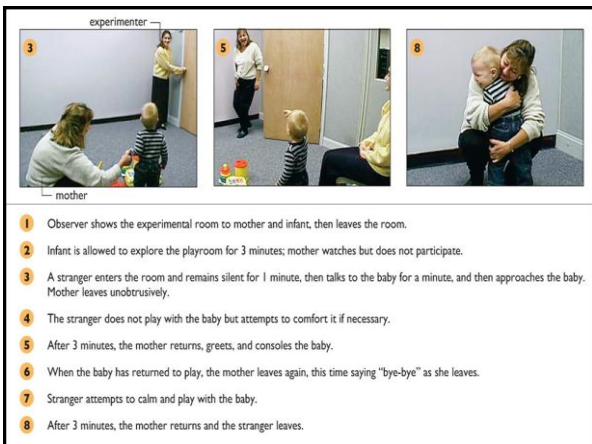 experimenter
3
5
8
mother
1 Observer shows the experimental room to mother and infant, then leaves the room.
2 Infant is allowed to explore the playroom for 3 minutes; mother watches but does not participate.
3 A stranger enters the room and remains silent for 1 minute, then talks to the baby for a minute, and then approaches the baby.
Mother leaves unobtrusively.
4 The stranger does not play with the baby but attempts to comfort it if necessary.
5 After 3 minutes, the mother returns, greets, and consoles the baby.
6 When the baby has returned to play, the mother leaves again, this time saying “bye-bye” as she leaves.
7 Stranger attempts to calm and play with the baby.
8 After 3 minutes, the mother returns and the stranger leaves.